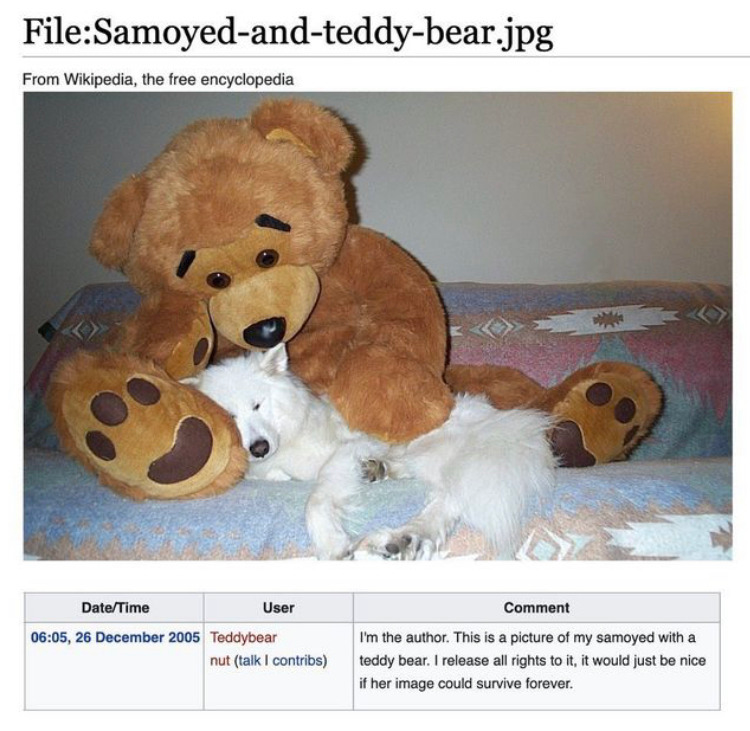 File:Samoyed-and-teddy-bear.jpg
From Wikipedia, the free encyclopedia
Date/Time User Comment
06:05, 26 December 2005 Teddybear I'm the author. This is a picture of my samoyed with a
nut (talk | contribs) teddy bear. I release all rights to it, it would just be nice
if her image could survive forever.